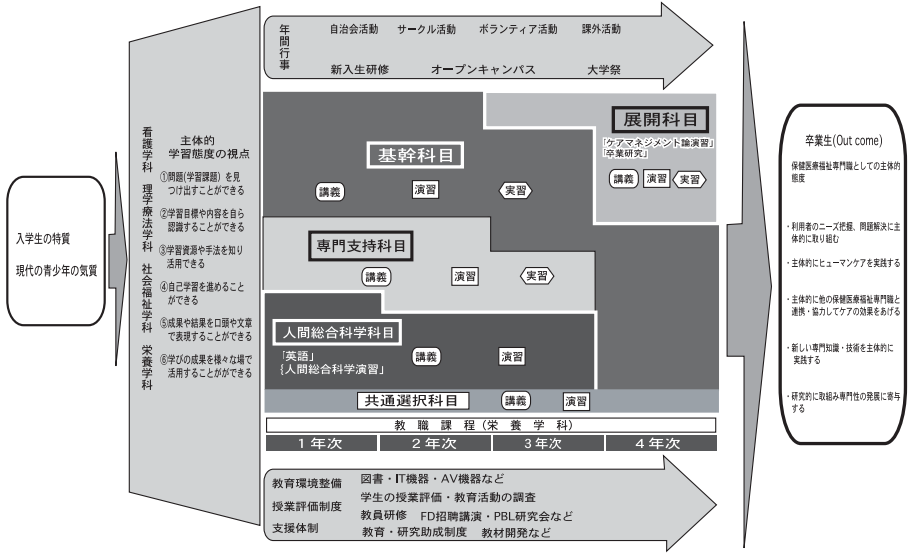 入学生の特質
現代の青少年の気質
看護学科 理学療法学科 社会福祉学科 栄養学科
主体的
学習態度の視点
①問題(学習課題) を見
つけ出すことができる
②学習目標や内容を自ら
認識することができる
③学習資源や手法を知り
活用できる
④自己学習を進めること
ができる
⑤成果や結果を口頭や文章
で表現することができる
⑥学びの成果を様々な場で
活用することができる
年間行事
自治会活動 サークル活動 ボランティア活動 課外活動
新入生研修 オープンキャンパス 大学祭
展開科目
「ケアマネジメント論演習」
「卒業研究」
講義 演習 実習
基幹科目
講義 演習 実習
専門支持科目
講義 演習 実習
人間総合科学科目
「英語」
{人間総合科学演習」
講義 演習
共通選択科目 講義 演習
教 職 課 程 (栄 養 学 科)
1 年次 2 年次 3 年次 4 年次
教育環境整備 図書・IT機器・AV機器など
授業評価制度 学生の授業評価・教育活動の調査
教員研修 FD招聘講演・PBL研究会など
支援体制 教育・研究助成制度 教材開発など
卒業生(Out come)
保健医療福祉専門職としての主体的
態度
・利用者のニーズ把握、問題解決に主
体的に取り組む
・主体的にヒューマンケアを実践する
・主体的に他の保健医療福祉専門職と
連携・協力してケアの効果をあげる
・新しい専門知識・技術を主体的に
実践する
・研究的に取組み専門性の発展に寄与
する